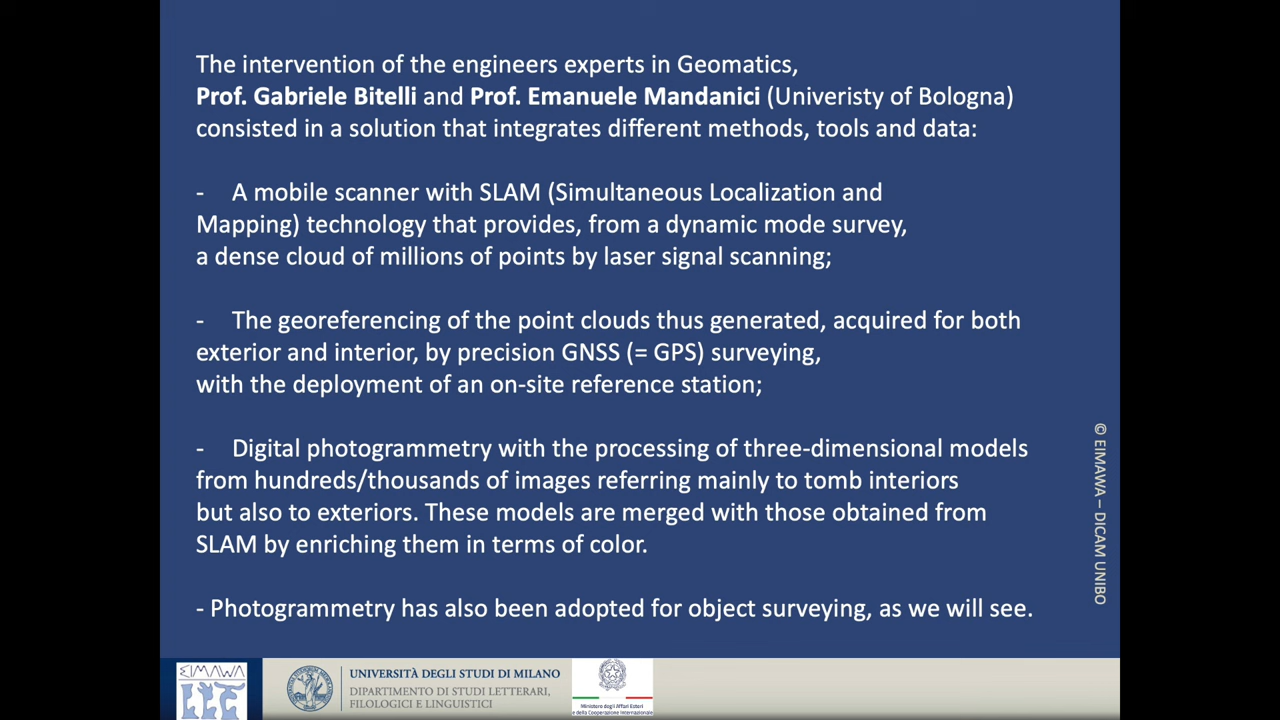 The intervention of the engineers experts in Geomatics,
Prof. Gabriele Bitelli and Prof. Emanuele Mandanici (Univeristy of Bologna)
consisted in a solution that integrates different methods, tools and data:
- A mobile scanner with SLAM (Simultaneous Localization and
Mapping) technology that provides, from a dynamic mode survey,
a dense cloud of millions of points by laser signal scanning;
- The georeferencing of the point clouds thus generated, acquired for both
exterior and interior, by precision GNSS (= GPS) surveying,
with the deployment of an on-site reference station;
- Digital photogrammetry with the processing of three-dimensional models
from hundreds/thousands of images referring mainly to tomb interiors
but also to exteriors. These models are merged with those obtained from
SLAM by enriching them in terms of color.
- Photogrammetry has also been adopted for object surveying, as we will see.
© EIMAWA – DICAM UNIBO
EIMAWA
UNIVERSITÀ DEGLI STUDI DI MILANO
DIPARTIMENTO DI STUDI LETTERARI,
FILOLOGICI E LINGUISTICI
Ministero degli Affari Esteri
e della Cooperazione Internazionale